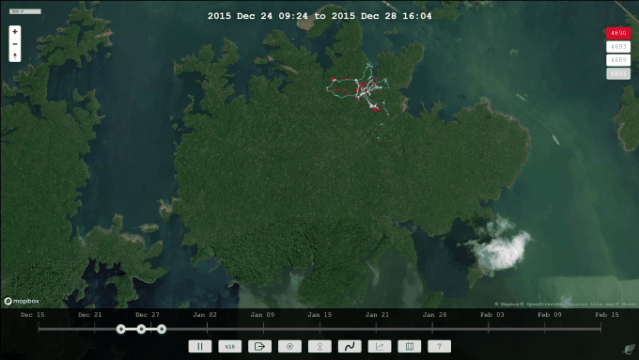 2015 Dec 24 09:24 to 2015 Dec 28 16:04
4690
4693
4689
mapbox
Dec 15 Dec 21 Dec 27 Jan 02 Jan 09 Jan 15 Jan 21 Jan 28 Feb 03 Feb 09 Feb 15
x16
?